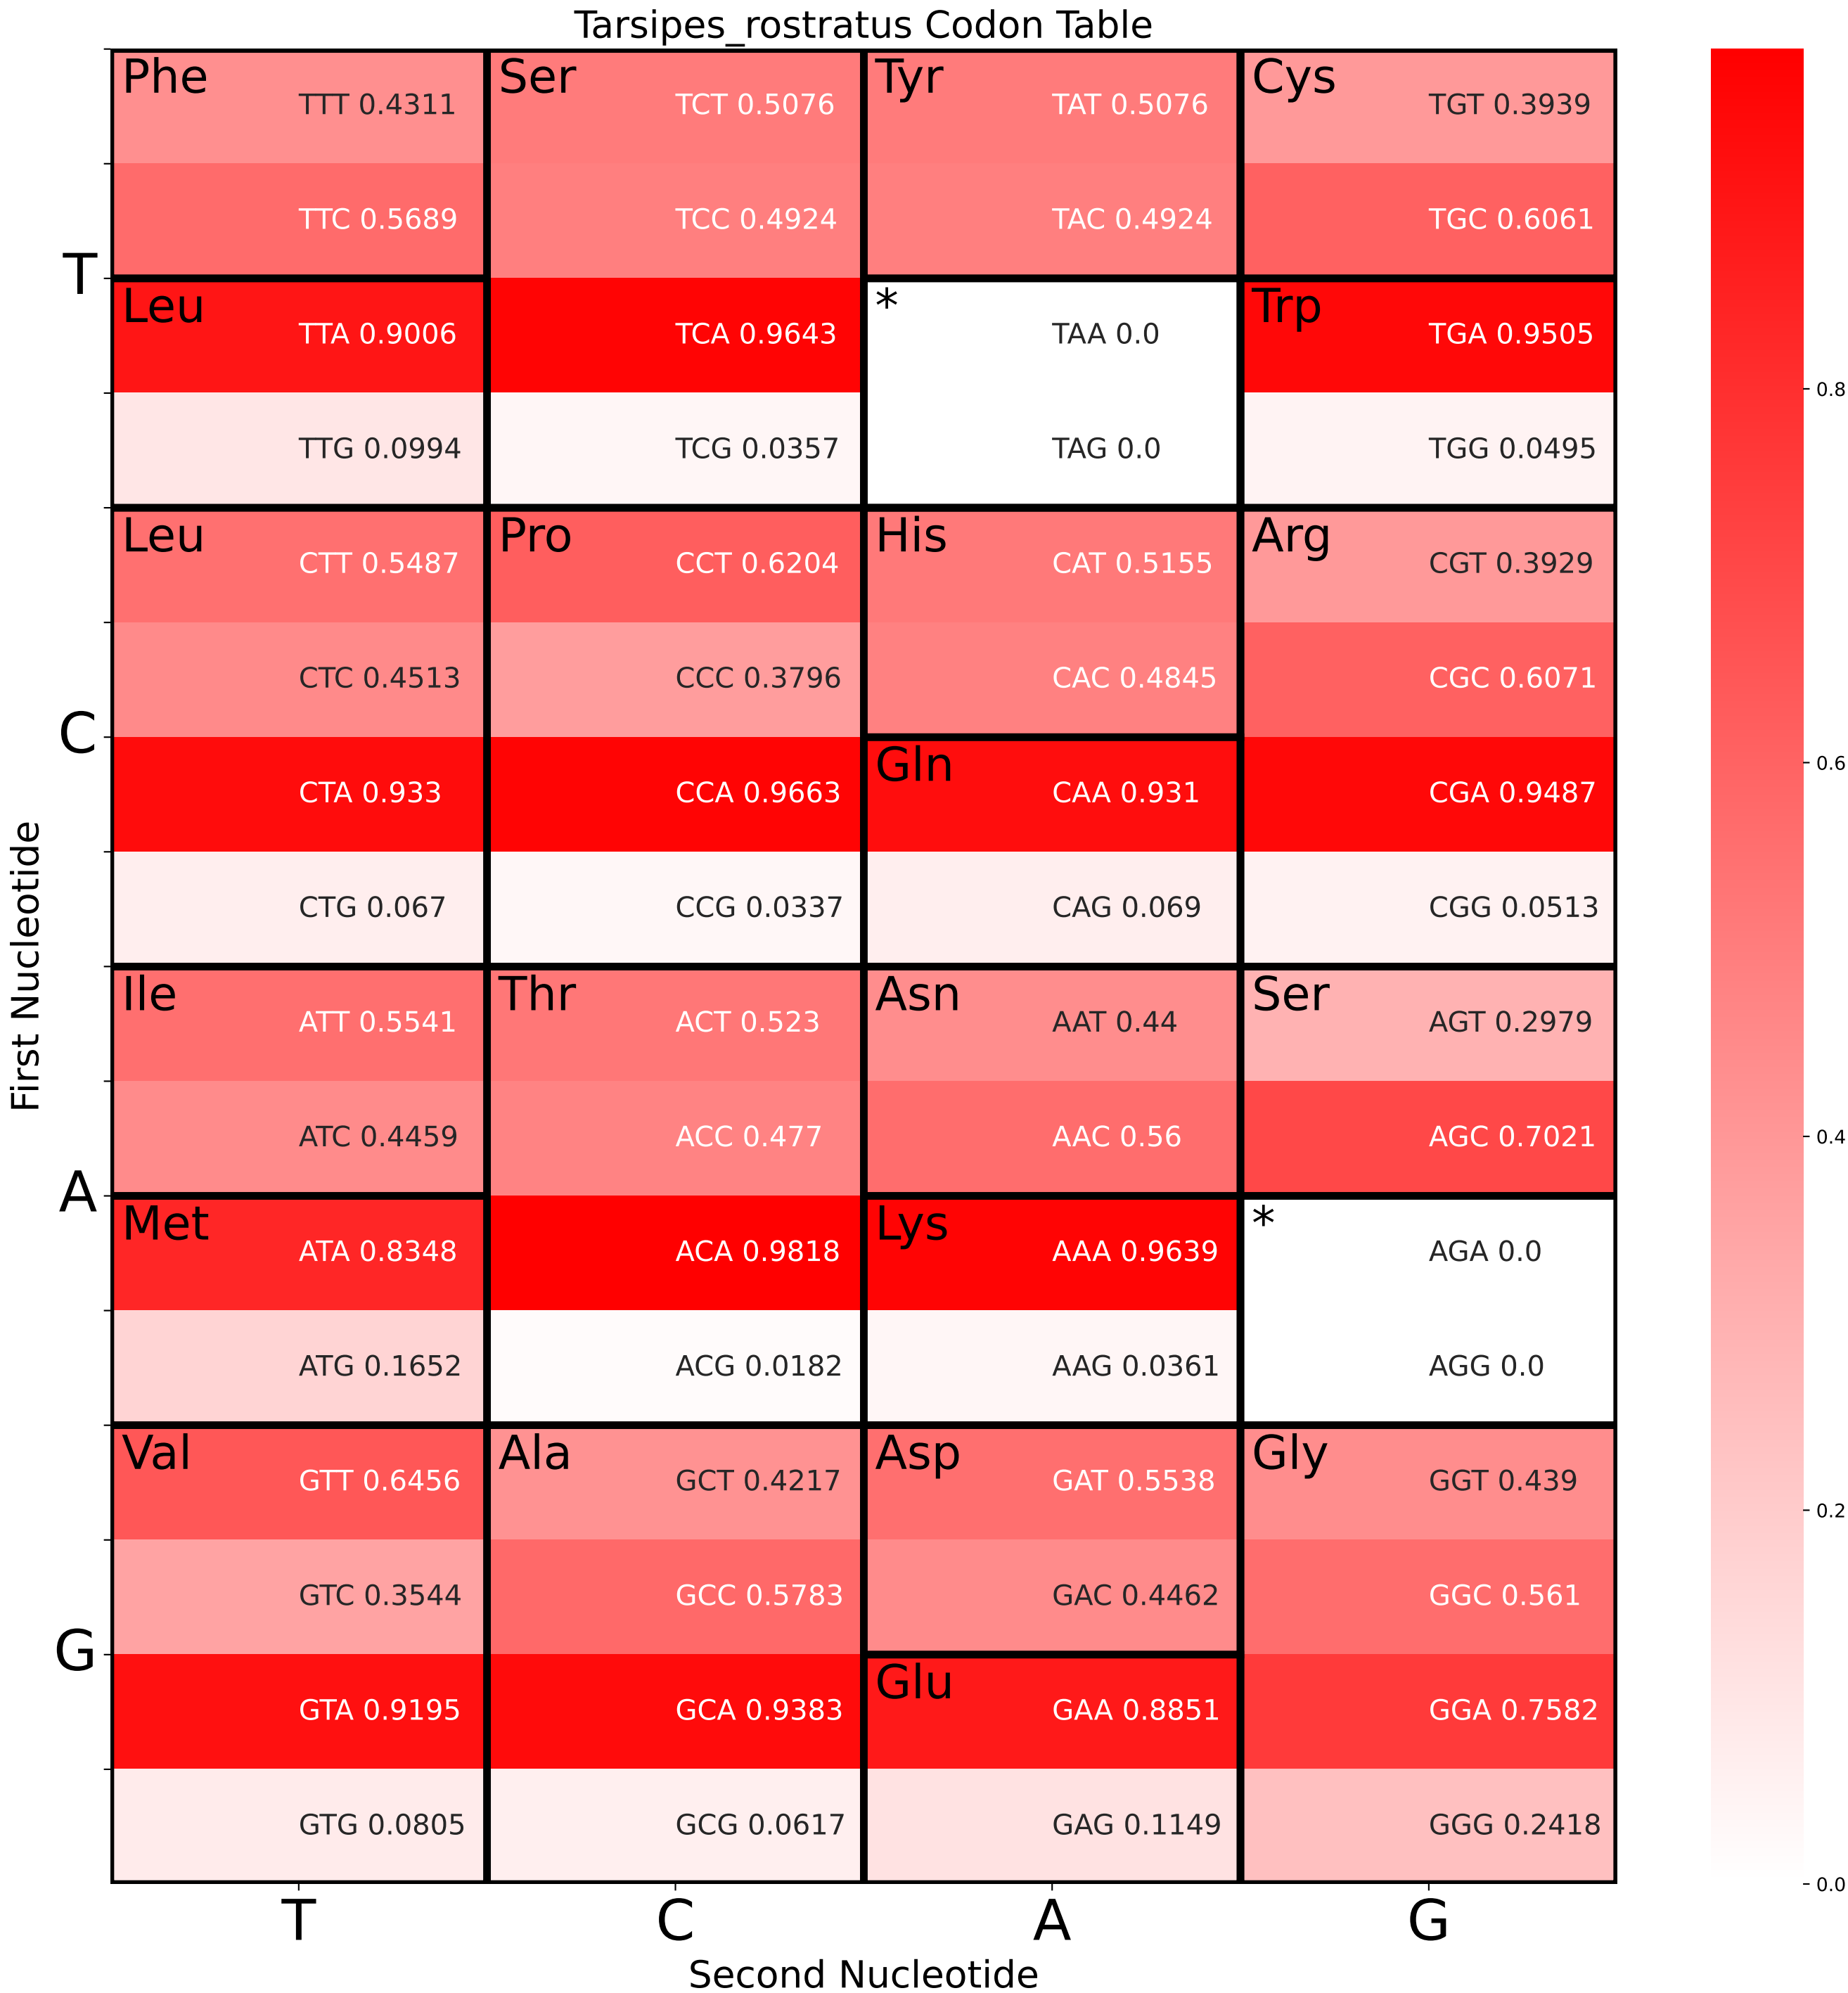 Tarsipes_rostratus Codon Table
Phe Ser Tyr Cys
TTT 0.4311 TCT 0.5076 TAT 0.5076 TGT 0.3939
TTC 0.5689 TCC 0.4924 TAC 0.4924 TGC 0.6061
T
Leu * Trp
TTA 0.9006 TCA 0.9643 TAA 0.0 TGA 0.9505
0.8
TTG 0.0994 TCG 0.0357 TAG 0.0 TGG 0.0495
Leu Pro His Arg
CTT 0.5487 CCT 0.6204 CAT 0.5155 CGT 0.3929
CTC 0.4513 CCC 0.3796 CAC 0.4845 CGC 0.6071
C
Gln
0.6
CTA 0.933 CCA 0.9663 CAA 0.931 CGA 0.9487
CTG 0.067 CCG 0.0337 CAG 0.069 CGG 0.0513
First Nucleotide
Ile Thr Asn Ser
ATT 0.5541 ACT 0.523 AAT 0.44 AGT 0.2979
ATC 0.4459 ACC 0.477 AAC 0.56 AGC 0.7021
0.4
A
Met Lys *
ATA 0.8348 ACA 0.9818 AAA 0.9639 AGA 0.0
ATG 0.1652 ACG 0.0182 AAG 0.0361 AGG 0.0
Val Ala Asp Gly
GTT 0.6456 GCT 0.4217 GAT 0.5538 GGT 0.439
0.2
GTC 0.3544 GCC 0.5783 GAC 0.4462 GGC 0.561
G
Glu
GTA 0.9195 GCA 0.9383 GAA 0.8851 GGA 0.7582
GTG 0.0805 GCG 0.0617 GAG 0.1149 GGG 0.2418
0.0
T C A G
Second Nucleotide